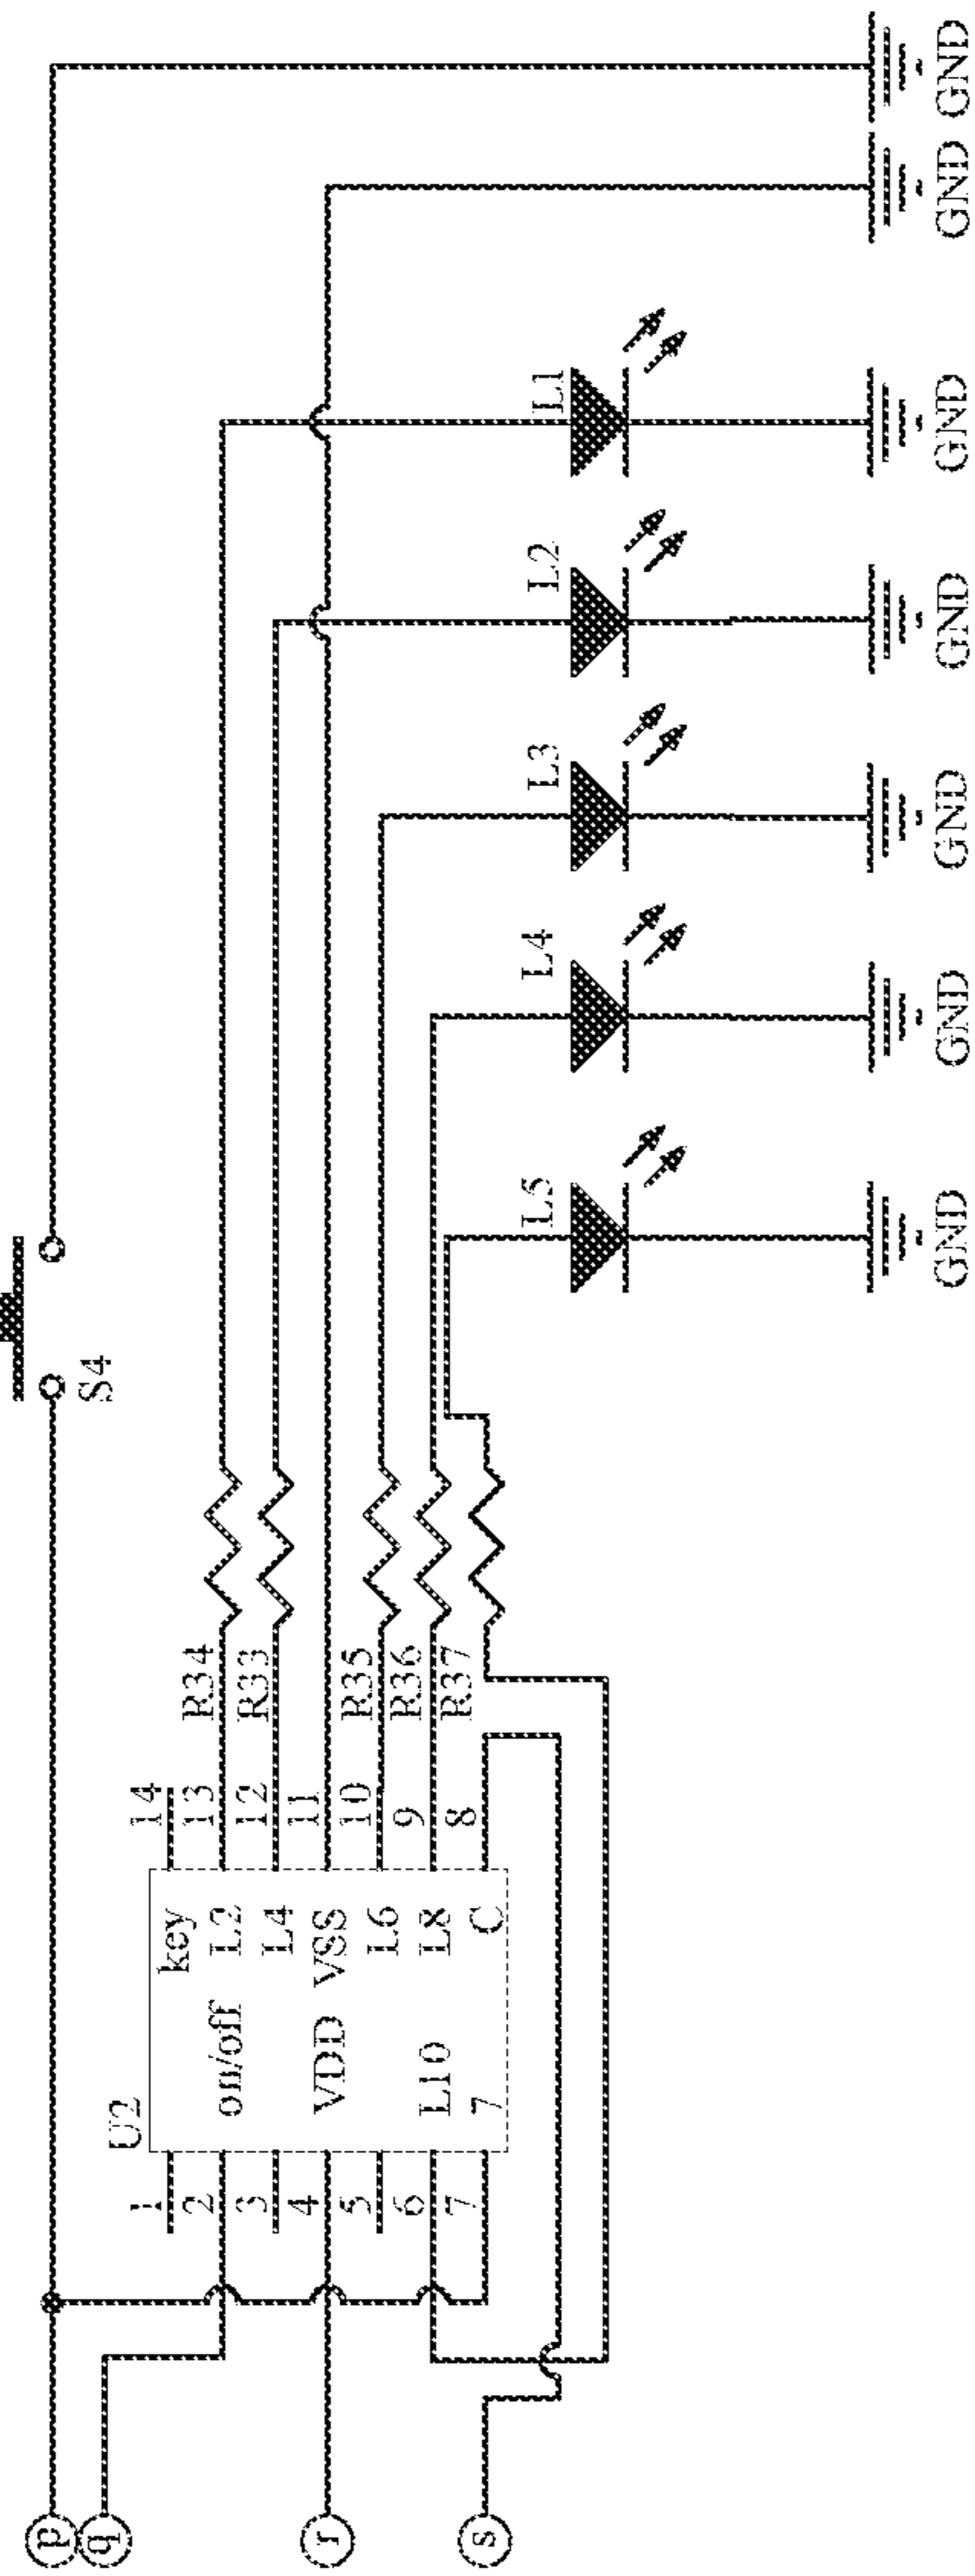 S4
GND
GND
U2
1
2
3
4
5
6
7
key
on/off
L2
L4
VDD
VSS
L6
L10
L8
7
C
14
13
12
11
10
9
8
R34
R33
R35
R36
R37
L5
L4
L3
L2
L1
GND
GND
GND
GND
GND
p
q
r
s